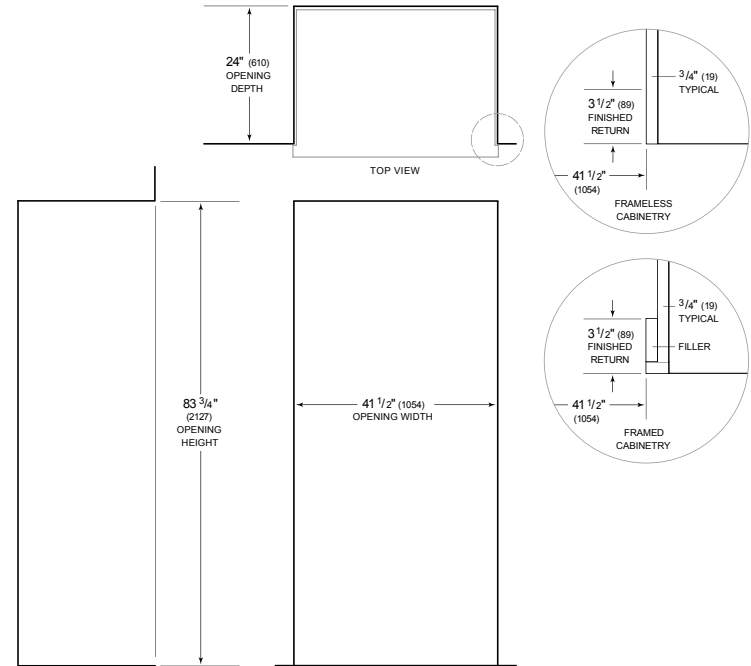 24" (610)
OPENING
DEPTH
TOP VIEW
3/4" (19)
TYPICAL
3 1/2" (89)
FINISHED
RETURN
41 1/2"
(1054)
FRAMELESS
CABINETRY
83 3/4"
(2127)
OPENING
HEIGHT
41 1/2" (1054)
OPENING WIDTH
3/4" (19)
TYPICAL
3 1/2" (89)
FINISHED
RETURN
FILLER
41 1/2"
(1054)
FRAMED
CABINETRY